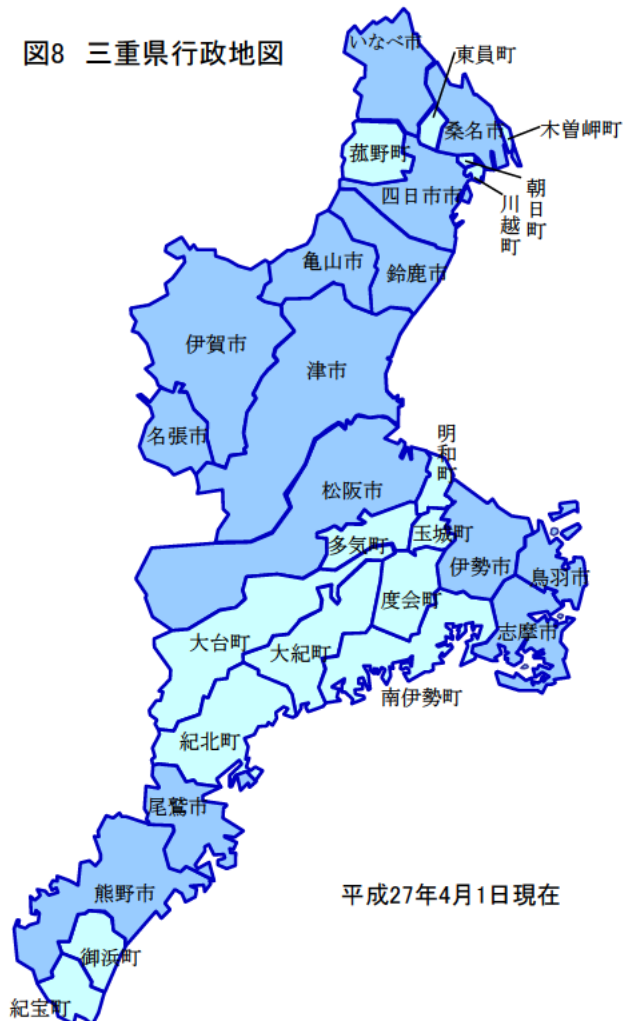 図8 三重県行政地図
いなべ市
東員町
桑名市
木曽岬町
菰野町
朝日町
川越町
四日市市
亀山市
鈴鹿市
伊賀市
津市
名張市
明和町
松阪市
多気町
玉城町
伊勢市
鳥羽市
度会町
志摩市
大台町
大紀町
南伊勢町
紀北町
尾鷲市
熊野市
平成27年4月1日現在
御浜町
紀宝町